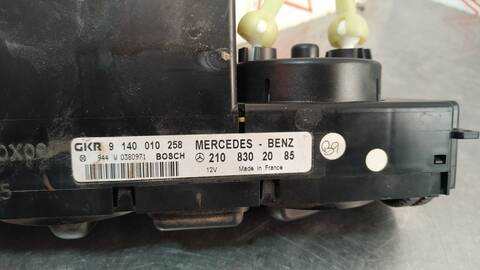 GKR 9 140 010 258 MERCEDES - BENZ
944 W 0380971 BOSCH 210 830 20 85
12V Made in France